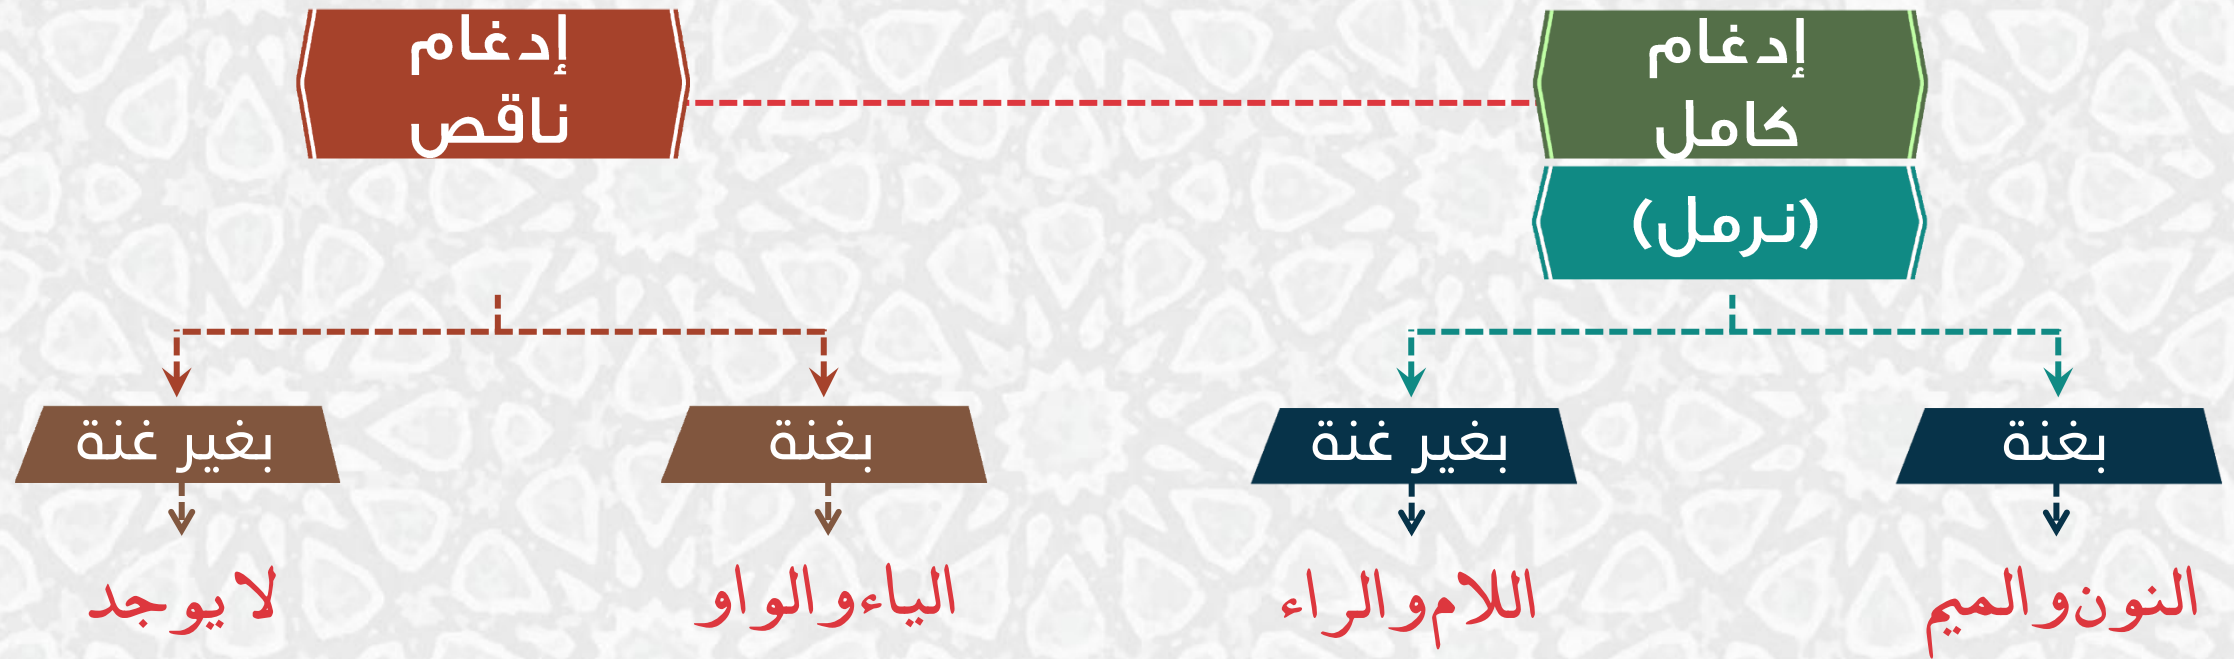 إدغام
كامل
(نرمل)
إدغام
ناقص
بغنة
بغير غنة
بغنة
بغير غنة
النون والميم
اللام والراء
الياء والواو
لا يوجد